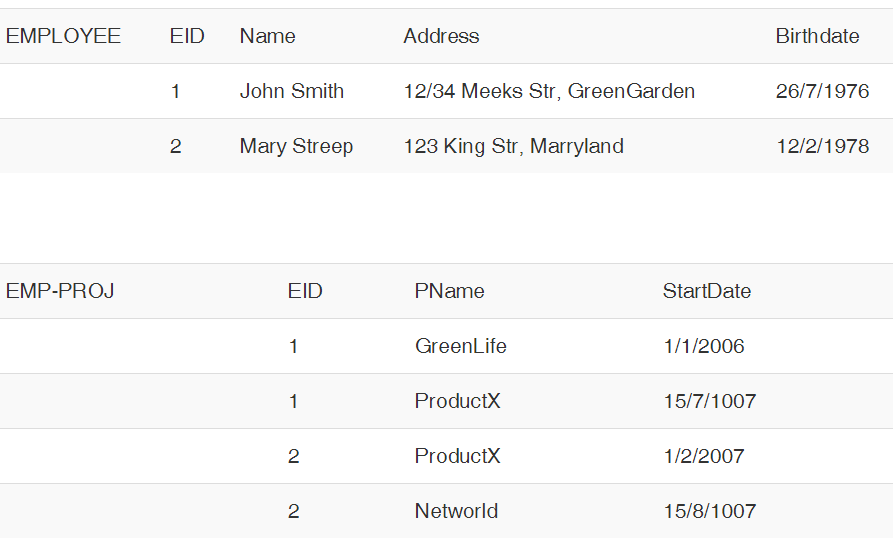 EMPLOYEE EID Name Address Birthdate
1 John Smith 12/34 Meeks Str, GreenGarden 26/7/1976
2 Mary Streep 123 King Str, Marryland 12/2/1978
EMP-PROJ EID PName StartDate
1 GreenLife 1/1/2006
1 ProductX 15/7/1007
2 ProductX 1/2/2007
2 Networld 15/8/1007